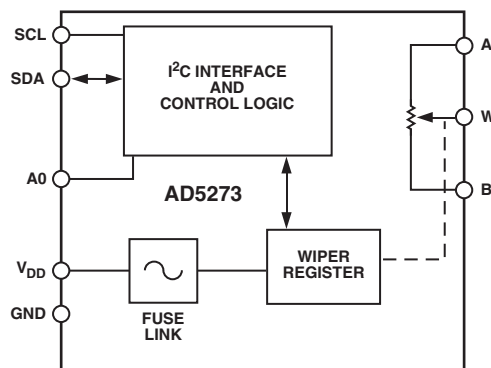 SCL
SDA
A0
V_DD
GND
I²C INTERFACE
AND
CONTROL LOGIC
AD5273
FUSE
LINK
WIPER
REGISTER
A
W
B